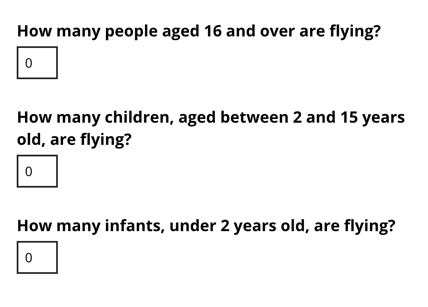 How many people aged 16 and over are flying?
0
How many children, aged between 2 and 15 years
old, are flying?
0
How many infants, under 2 years old, are flying?
0